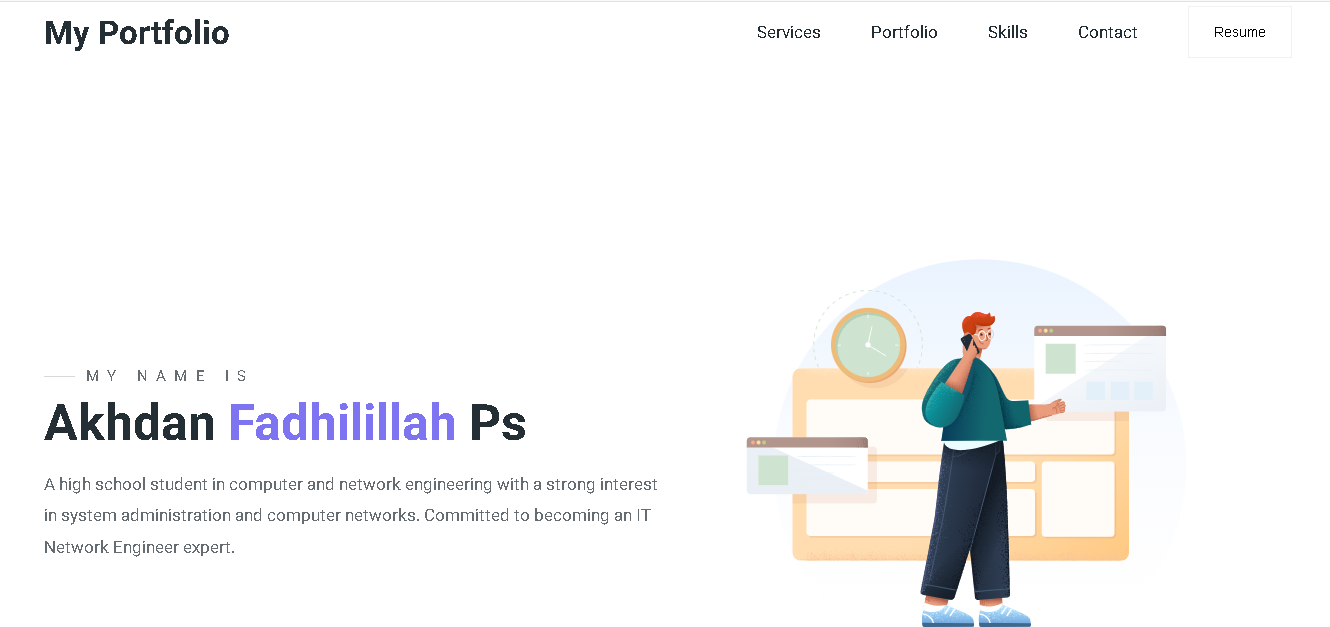 My Portfolio
Services Portfolio Skills Contact Resume
MY NAME IS
Akhdan Fadhilillah Ps
A high school student in computer and network engineering with a strong interest
in system administration and computer networks. Committed to becoming an IT
Network Engineer expert.